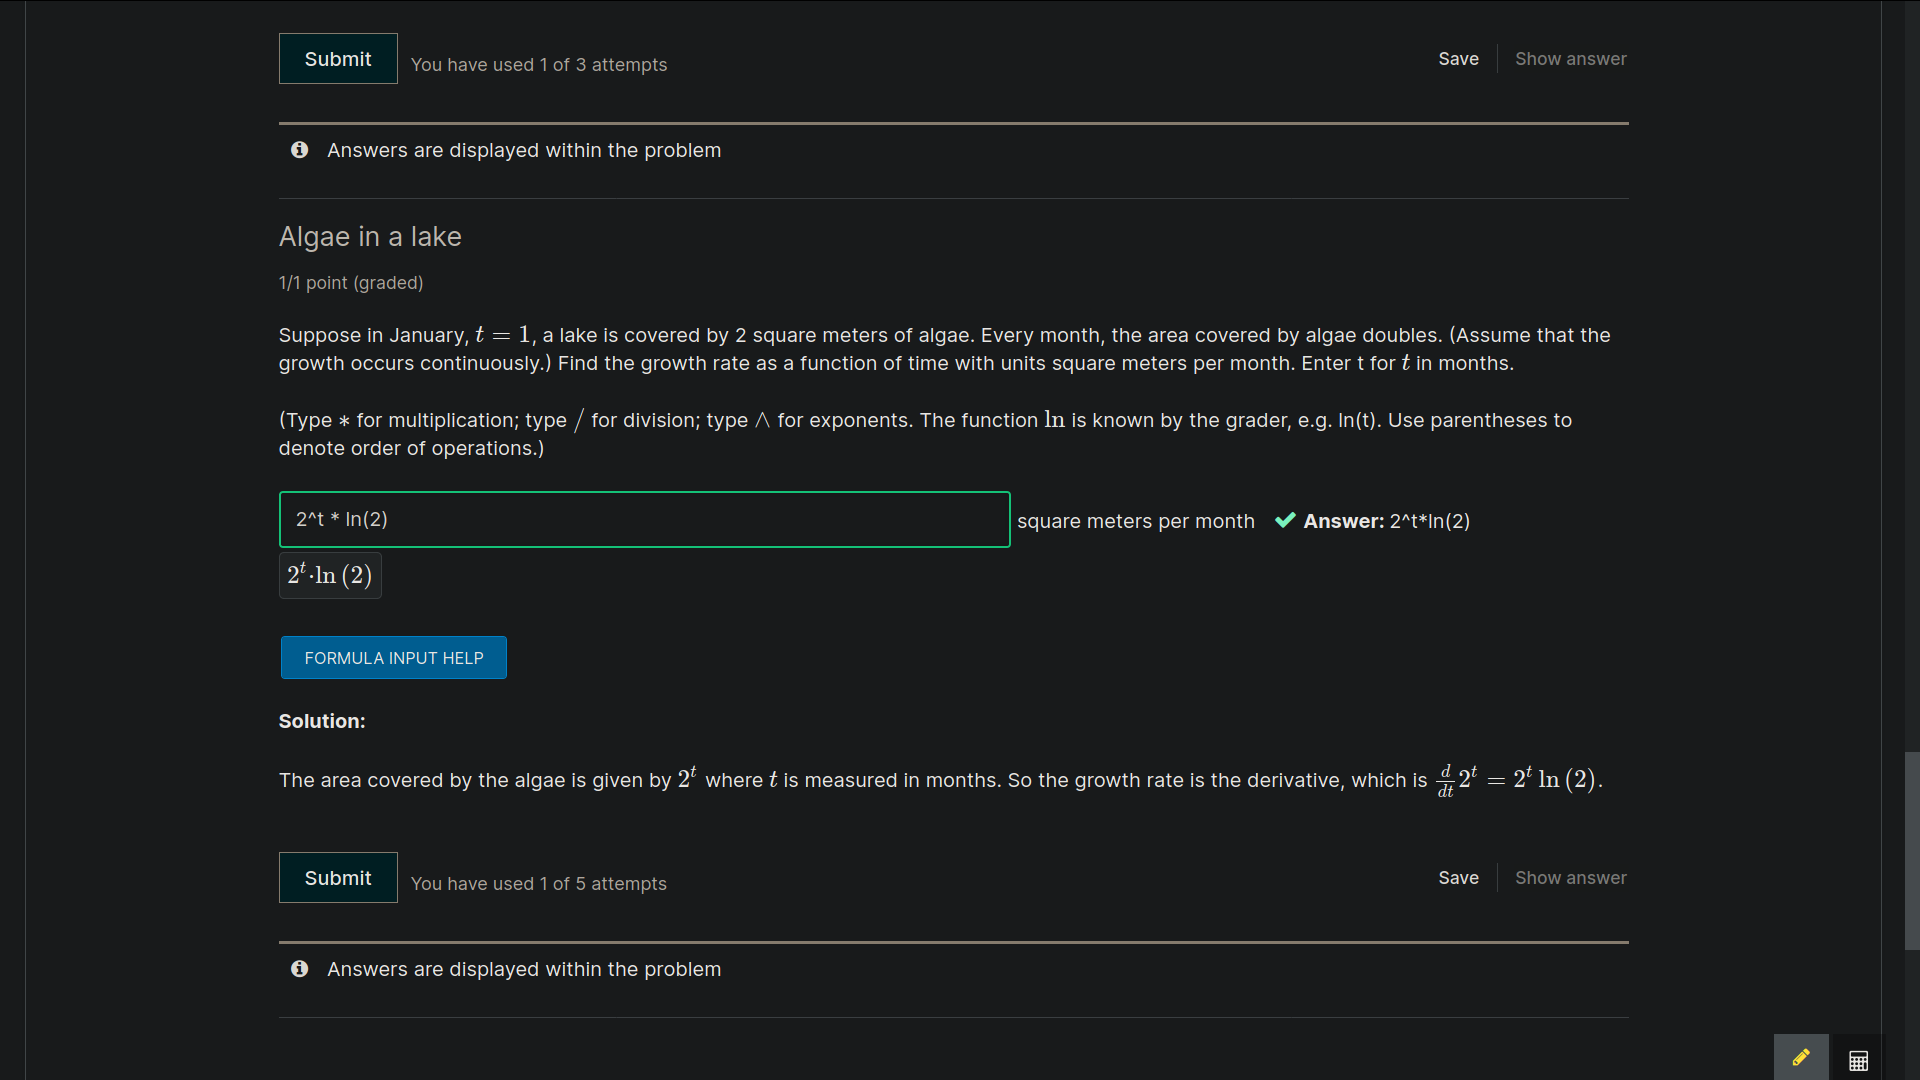 Submit
You have used 1 of 3 attempts
Save
Show answer
Answers are displayed within the problem
Algae in a lake
1/1 point (graded)
Suppose in January, t = 1, a lake is covered by 2 square meters of algae. Every month, the area covered by algae doubles. (Assume that the
growth occurs continuously.) Find the growth rate as a function of time with units square meters per month. Enter t for t in months.
(Type * for multiplication; type / for division; type ∧ for exponents. The function ln is known by the grader, e.g. ln(t). Use parentheses to
denote order of operations.)
2^t * ln(2)
square meters per month
Answer: 2^t*ln(2)
2^t·ln (2)
FORMULA INPUT HELP
Solution:
The area covered by the algae is given by 2^t where t is measured in months. So the growth rate is the derivative, which is d/dt 2^t = 2^t ln (2).
Submit
You have used 1 of 5 attempts
Save
Show answer
Answers are displayed within the problem